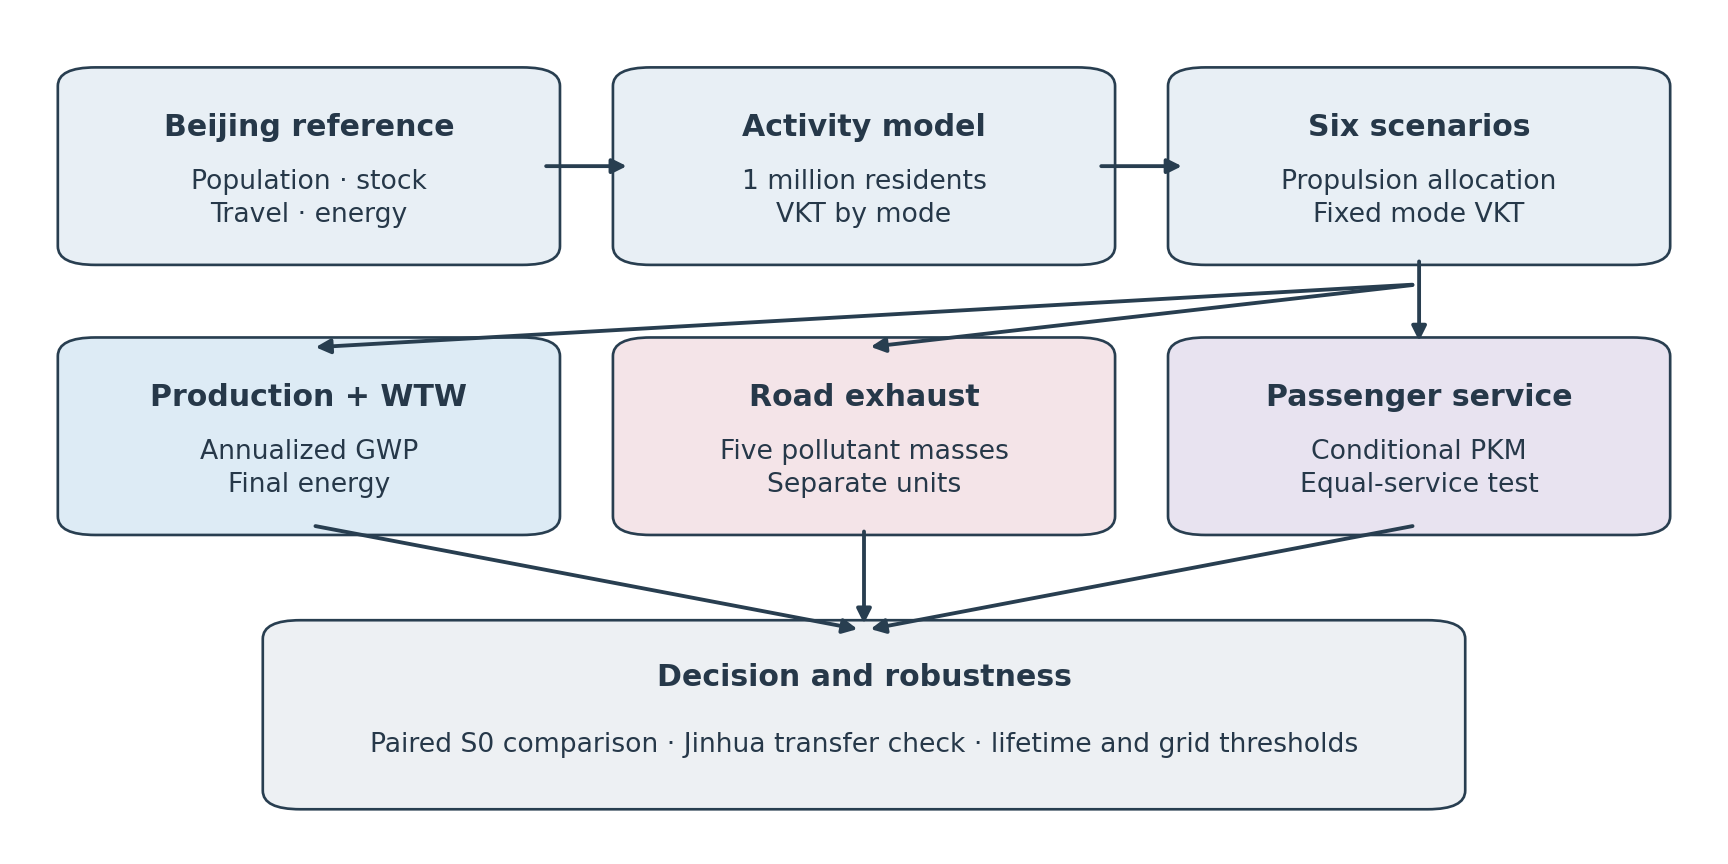 Beijing reference
Population · stock
Travel · energy
Activity model
1 million residents
VKT by mode
Six scenarios
Propulsion allocation
Fixed mode VKT
Production + WTW
Annualized GWP
Final energy
Road exhaust
Five pollutant masses
Separate units
Passenger service
Conditional PKM
Equal-service test
Decision and robustness
Paired S0 comparison · Jinhua transfer check · lifetime and grid thresholds